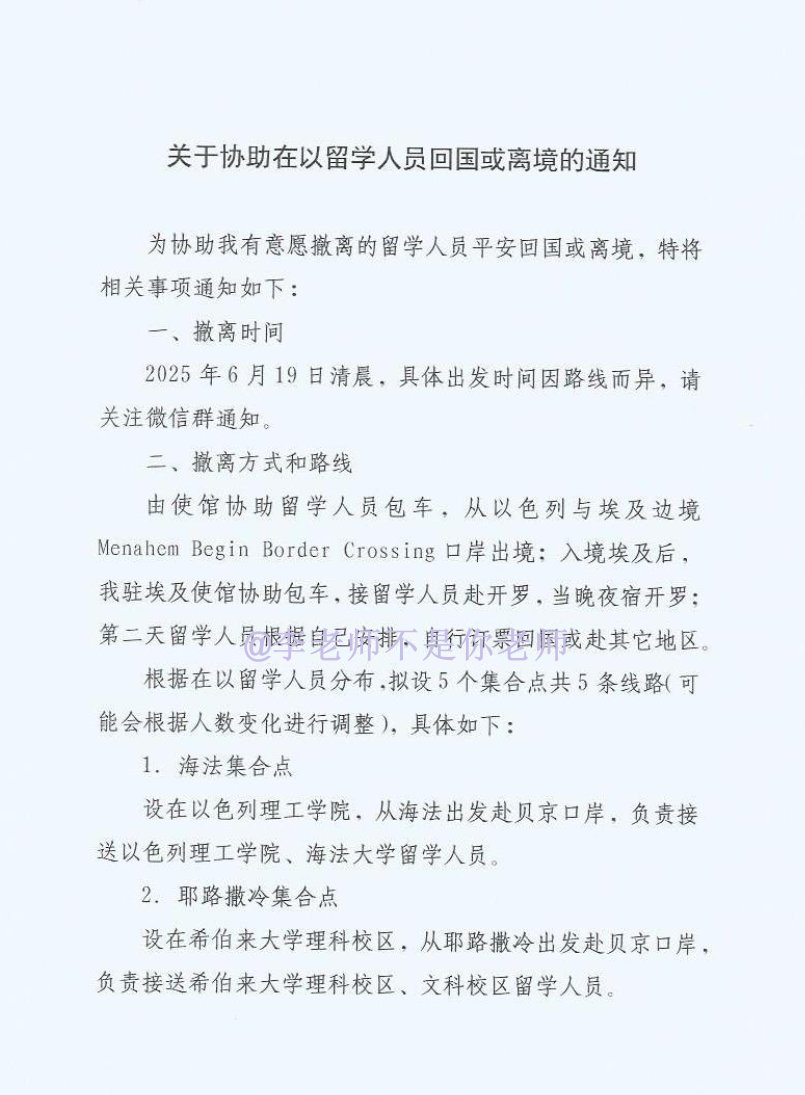 关于协助在以留学人员回国或离境的通知
为协助我有意愿撤离的留学人员平安回国或离境，特将
相关事项通知如下：
一、撤离时间
2025 年 6 月 19 日清晨，具体出发时间因路线而异，请
关注微信群通知。
二、撤离方式和路线
由使馆协助留学人员包车，从以色列与埃及边境
Menahem Begin Border Crossing 口岸出境；入境埃及后，
我驻埃及使馆协助包车，接留学人员赴开罗，当晚夜宿开罗；
第二天留学人员根据自己安排，自行订票回国或赴其它地区。
@李老师不是你老师
根据在以留学人员分布，拟设 5 个集合点共 5 条线路（可
能会根据人数变化进行调整），具体如下：
1. 海法集合点
设在以色列理工学院，从海法出发赴贝京口岸，负责接
送以色列理工学院、海法大学留学人员。
2. 耶路撒冷集合点
设在希伯来大学理科校区，从耶路撒冷出发赴贝京口岸，
负责接送希伯来大学理科校区、文科校区留学人员。